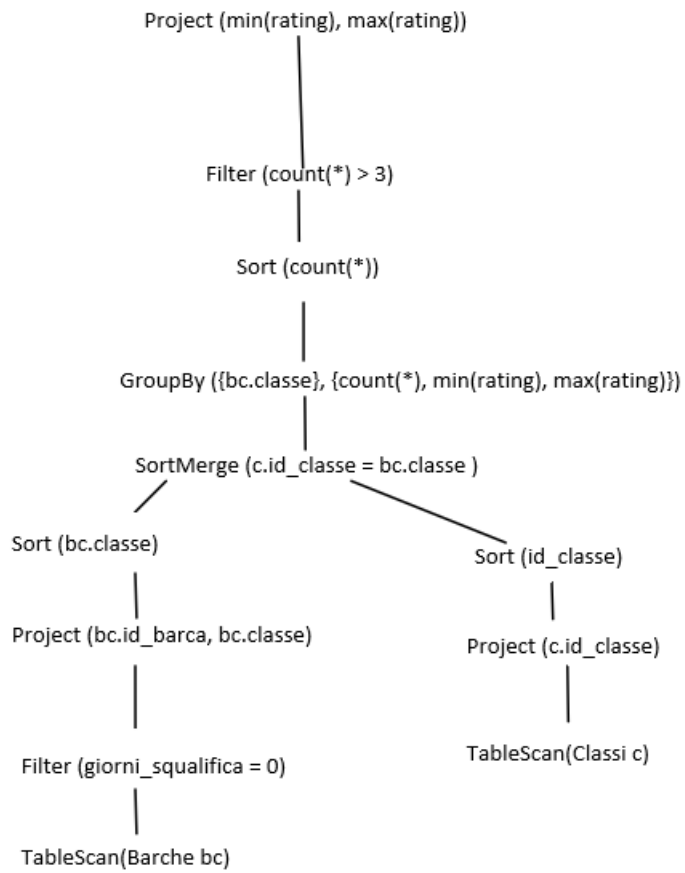 Project (min(rating), max(rating))
Filter (count(*) > 3)
Sort (count(*))
GroupBy ({bc.classe}, {count(*), min(rating), max(rating)})
SortMerge (c.id_classe = bc.classe )
Sort (bc.classe)
Sort (id_classe)
Project (bc.id_barca, bc.classe)
Project (c.id_classe)
Filter (giorni_squalifica = 0)
TableScan(Classi c)
TableScan(Barche bc)